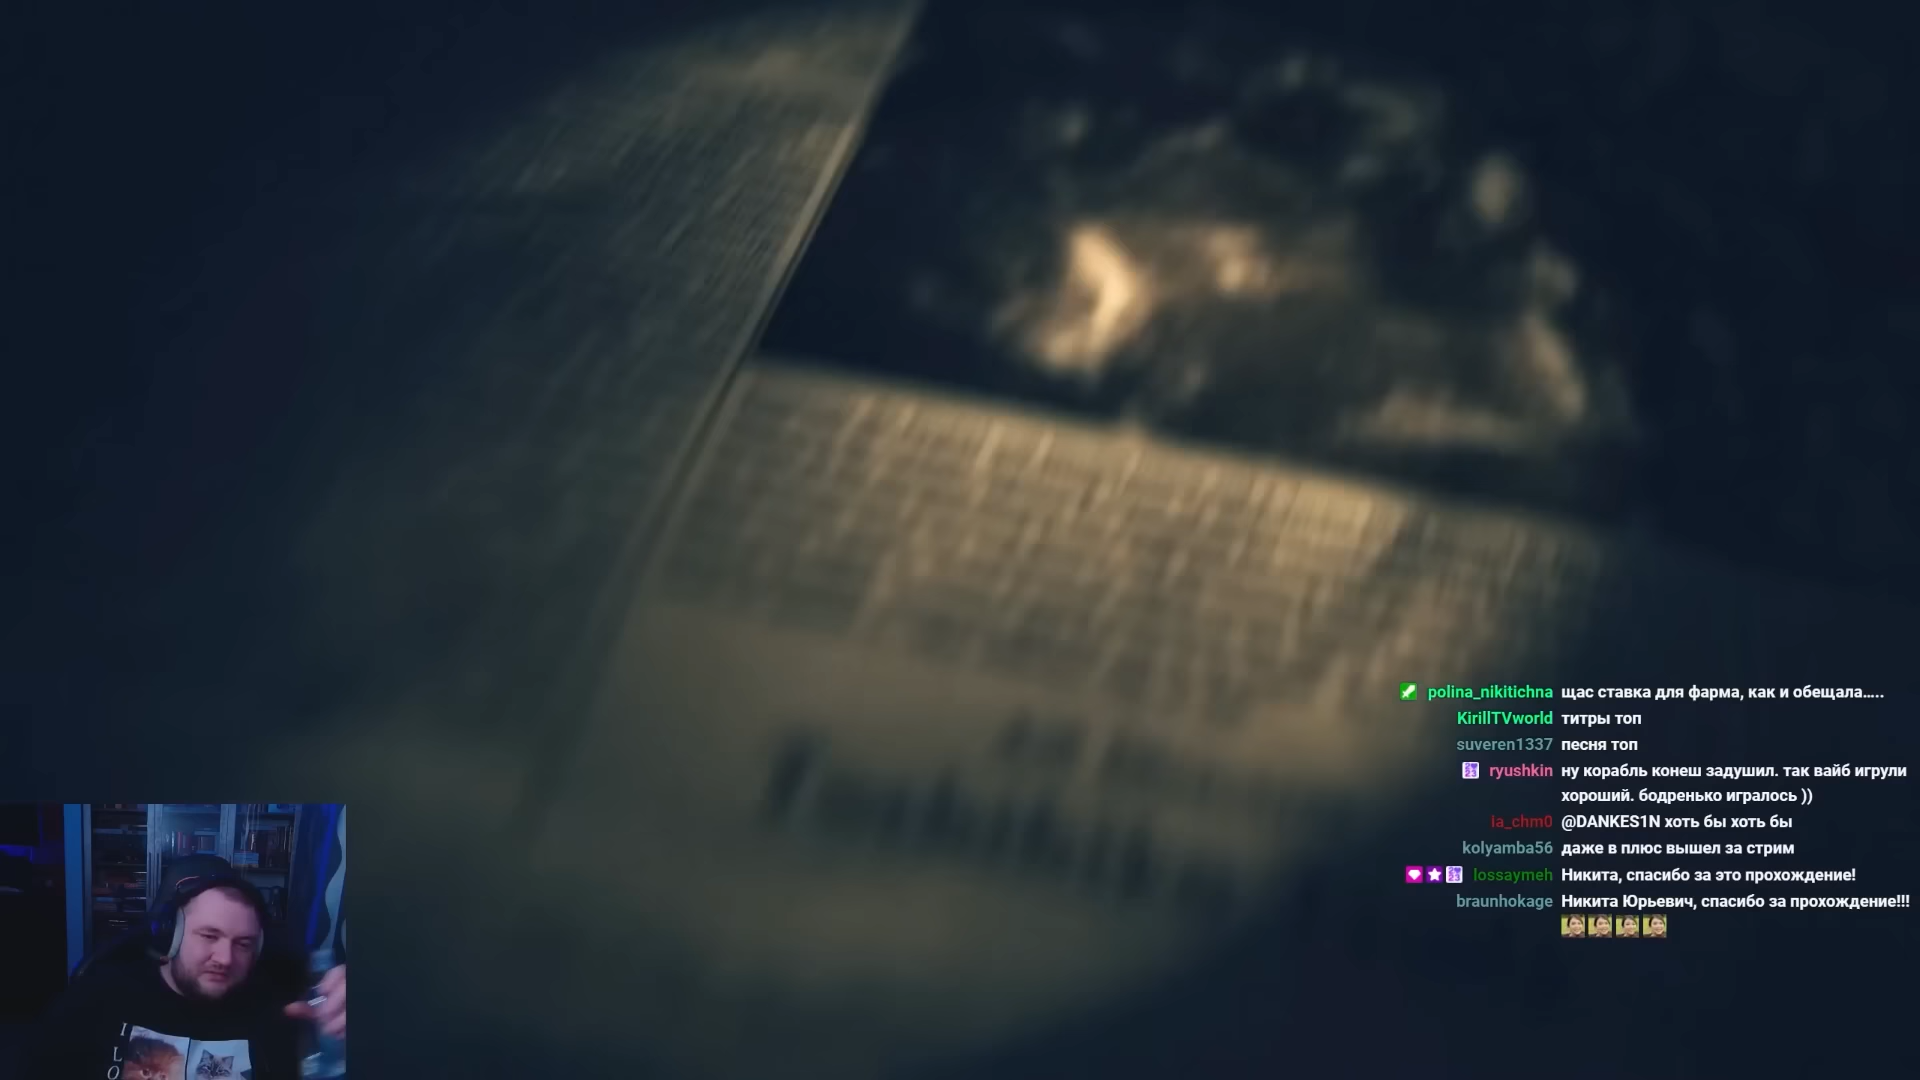 polina_nikitichna щас ставка для фарма, как и обещала.....
KirillTVworld титры топ
suveren1337 песня топ
ryushkin ну корабль конеш задушил. так вайб игрули
хороший. бодренько игралось ))
la_chm0 @DANKES1N хоть бы хоть бы
kolyamba56 даже в плюс вышел за стрим
lossaymeh Никита, спасибо за это прохождение!
braunhokage Никита Юрьевич, спасибо за прохождение!!!
I
L
O